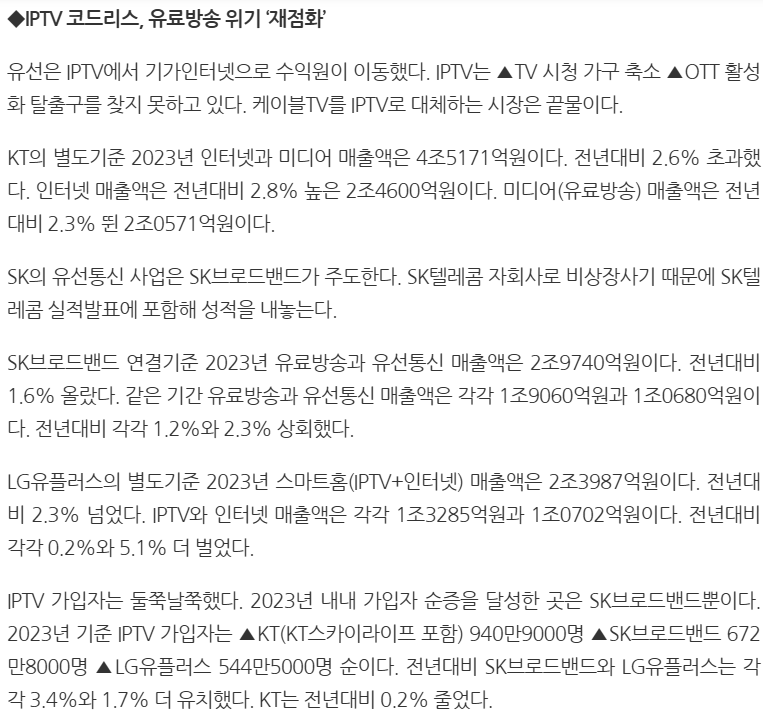 ◆IPTV 코드리스, 유료방송 위기 ‘재점화’
유선은 IPTV에서 기가인터넷으로 수익원이 이동했다. IPTV는 ▲TV 시청 가구 축소 ▲OTT 활성
화 탈출구를 찾지 못하고 있다. 케이블TV를 IPTV로 대체하는 시장은 끝물이다.
KT의 별도기준 2023년 인터넷과 미디어 매출액은 4조5171억원이다. 전년대비 2.6% 초과했
다. 인터넷 매출액은 전년대비 2.8% 높은 2조4600억원이다. 미디어(유료방송) 매출액은 전년
대비 2.3% 뛴 2조0571억원이다.
SK의 유선통신 사업은 SK브로드밴드가 주도한다. SK텔레콤 자회사로 비상장사기 때문에 SK텔
레콤 실적발표에 포함해 성적을 내놓는다.
SK브로드밴드 연결기준 2023년 유료방송과 유선통신 매출액은 2조9740억원이다. 전년대비
1.6% 올랐다. 같은 기간 유료방송과 유선통신 매출액은 각각 1조9060억원과 1조0680억원이
다. 전년대비 각각 1.2%와 2.3% 상회했다.
LG유플러스의 별도기준 2023년 스마트홈(IPTV+인터넷) 매출액은 2조3987억원이다. 전년대
비 2.3% 넘었다. IPTV와 인터넷 매출액은 각각 1조3285억원과 1조0702억원이다. 전년대비
각각 0.2%와 5.1% 더 벌었다.
IPTV 가입자는 둘쭉날쭉했다. 2023년 내내 가입자 순증을 달성한 곳은 SK브로드밴드뿐이다.
2023년 기준 IPTV 가입자는 ▲KT(KT스카이라이프 포함) 940만9000명 ▲SK브로드밴드 672
만8000명 ▲LG유플러스 544만5000명 순이다. 전년대비 SK브로드밴드와 LG유플러스는 각
각 3.4%와 1.7% 더 유치했다. KT는 전년대비 0.2% 줄었다.